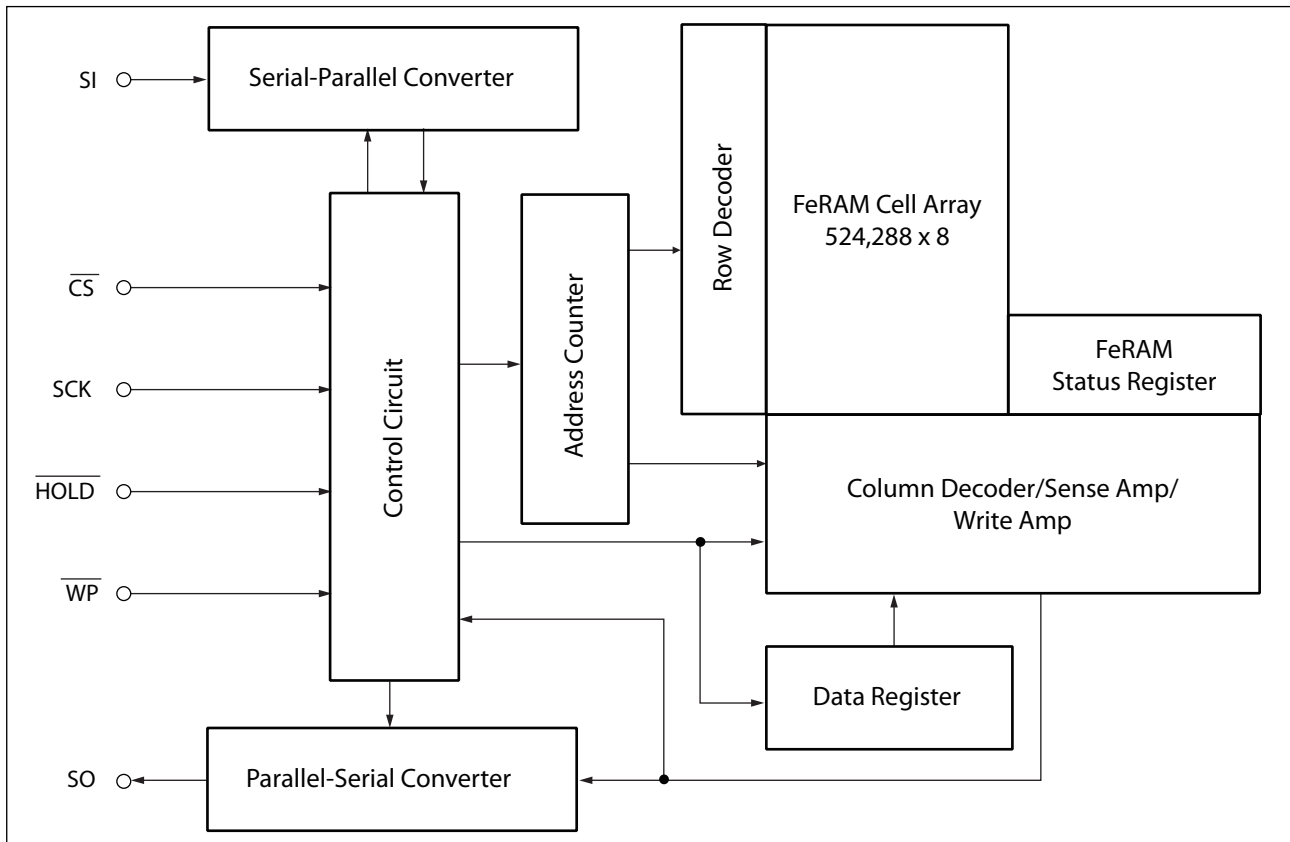 SI
Serial-Parallel Converter
Row Decoder
FeRAM Cell Array
524,288 x 8
CS
SCK
HOLD
WP
Control Circuit
Address Counter
FeRAM
Status Register
Column Decoder/Sense Amp/
Write Amp
Data Register
SO
Parallel-Serial Converter